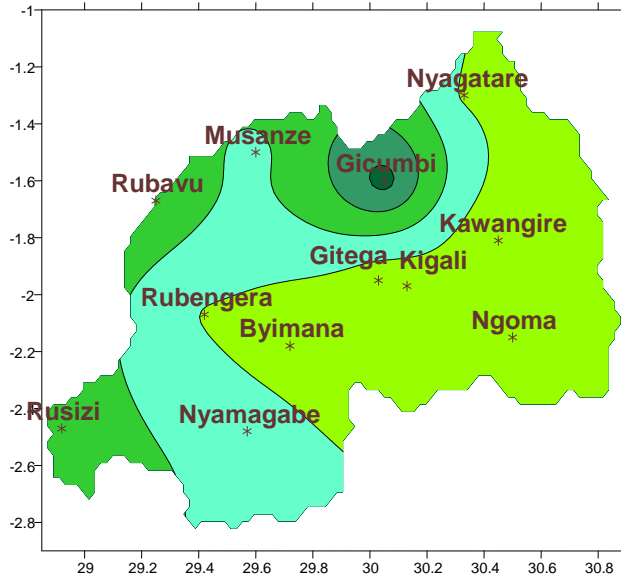 -1
-1.2
-1.4
-1.6
-1.8
-2
-2.2
-2.4
-2.6
-2.8
Nyagatare
Musanze
Gicumbi
Rubavu
Kawangire
Gitega
Kigali
Rubengera
Byimana
Ngoma
Rusizi
Nyamagabe
29
29.2
29.4
29.6
29.8
30
30.2
30.4
30.6
30.8